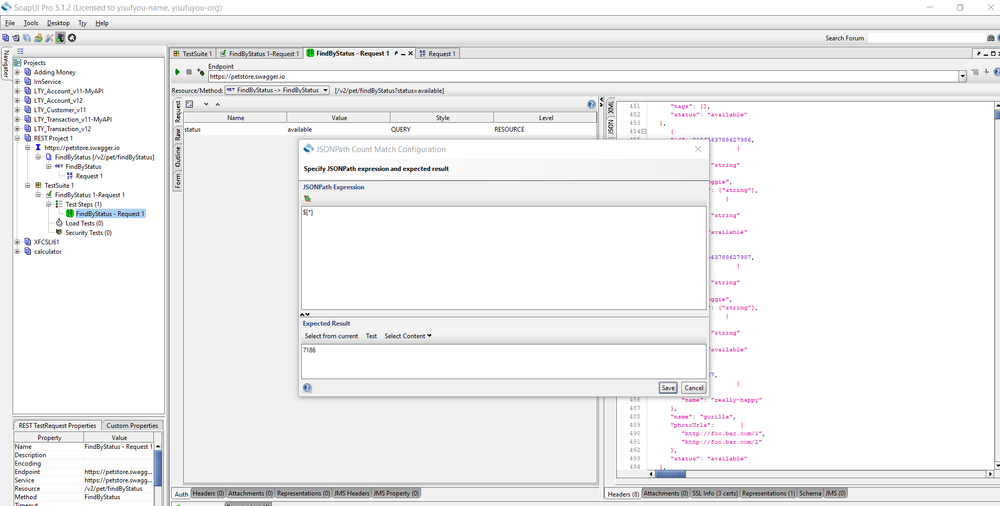 SoapUI Pro 5.1.2 (Licensed to yisufyou-name, yisufuyou-org)
File Tools Desktop Try Help
Search Forum
Navigator
Projects
Adding Money
IrnService
LTY_Account_v11-MyAPI
LTY_Account_v12
LTY_Customer_v11
LTY_Transaction_v11-MyAPI
LTY_Transaction_v12
REST Project 1
https://petstore.swagger.io
FindByStatus [/v2/pet/findByStatus]
GET FindByStatus
REST Request 1
TestSuite 1
FindByStatus 1-Request 1
Test Steps (1)
FindByStatus - Request 1
Load Tests (0)
Security Tests (0)
XFCSLI61
calculator
REST TestRequest Properties Custom Properties
Property Value
Name FindByStatus - Request 1
Description
Encoding
Endpoint https://petstore.swagg...
Service https://petstore.swagg...
Resource /v2/pet/findByStatus
Method FindByStatus
Timeout
TestSuite 1 FindByStatus 1-Request 1 FindByStatus - Request 1 REST Request 1
Endpoint
https://petstore.swagger.io
Resource/Method: GET FindByStatus -> FindByStatus [/v2/pet/findByStatus?status=available]
Request
Raw
Outline
Form
Name Value Style Level
status available QUERY RESOURCE
JSONPath Count Match Configuration
Specify JSONPath expression and expected result
JSONPath Expression
$[*]
Expected Result
Select from current Test Select Content
7186
Save Cancel
Auth Headers (0) Attachments (0) Representations (0) JMS Headers JMS Property (0)
XML
JSON
451 "tags": [],
452 "status": "available"
453 },
454 {
563788627986,
{
"string"
ggie",
": ["string"],
{
"string"
available"
63788627987,
{
"string"
ggie",
": ["string"],
{
"string"
available"
7,
{
486 "name": "really-happy"
487 },
488 "name": "gorilla",
489 "photoUrls": [
490 "http://foo.bar.com/1",
491 "http://foo.bar.com/2"
492 ],
493 "status": "available"
494 },
Headers (8) Attachments (0) SSL Info (3 certs) Representations (1) Schema JMS (0)